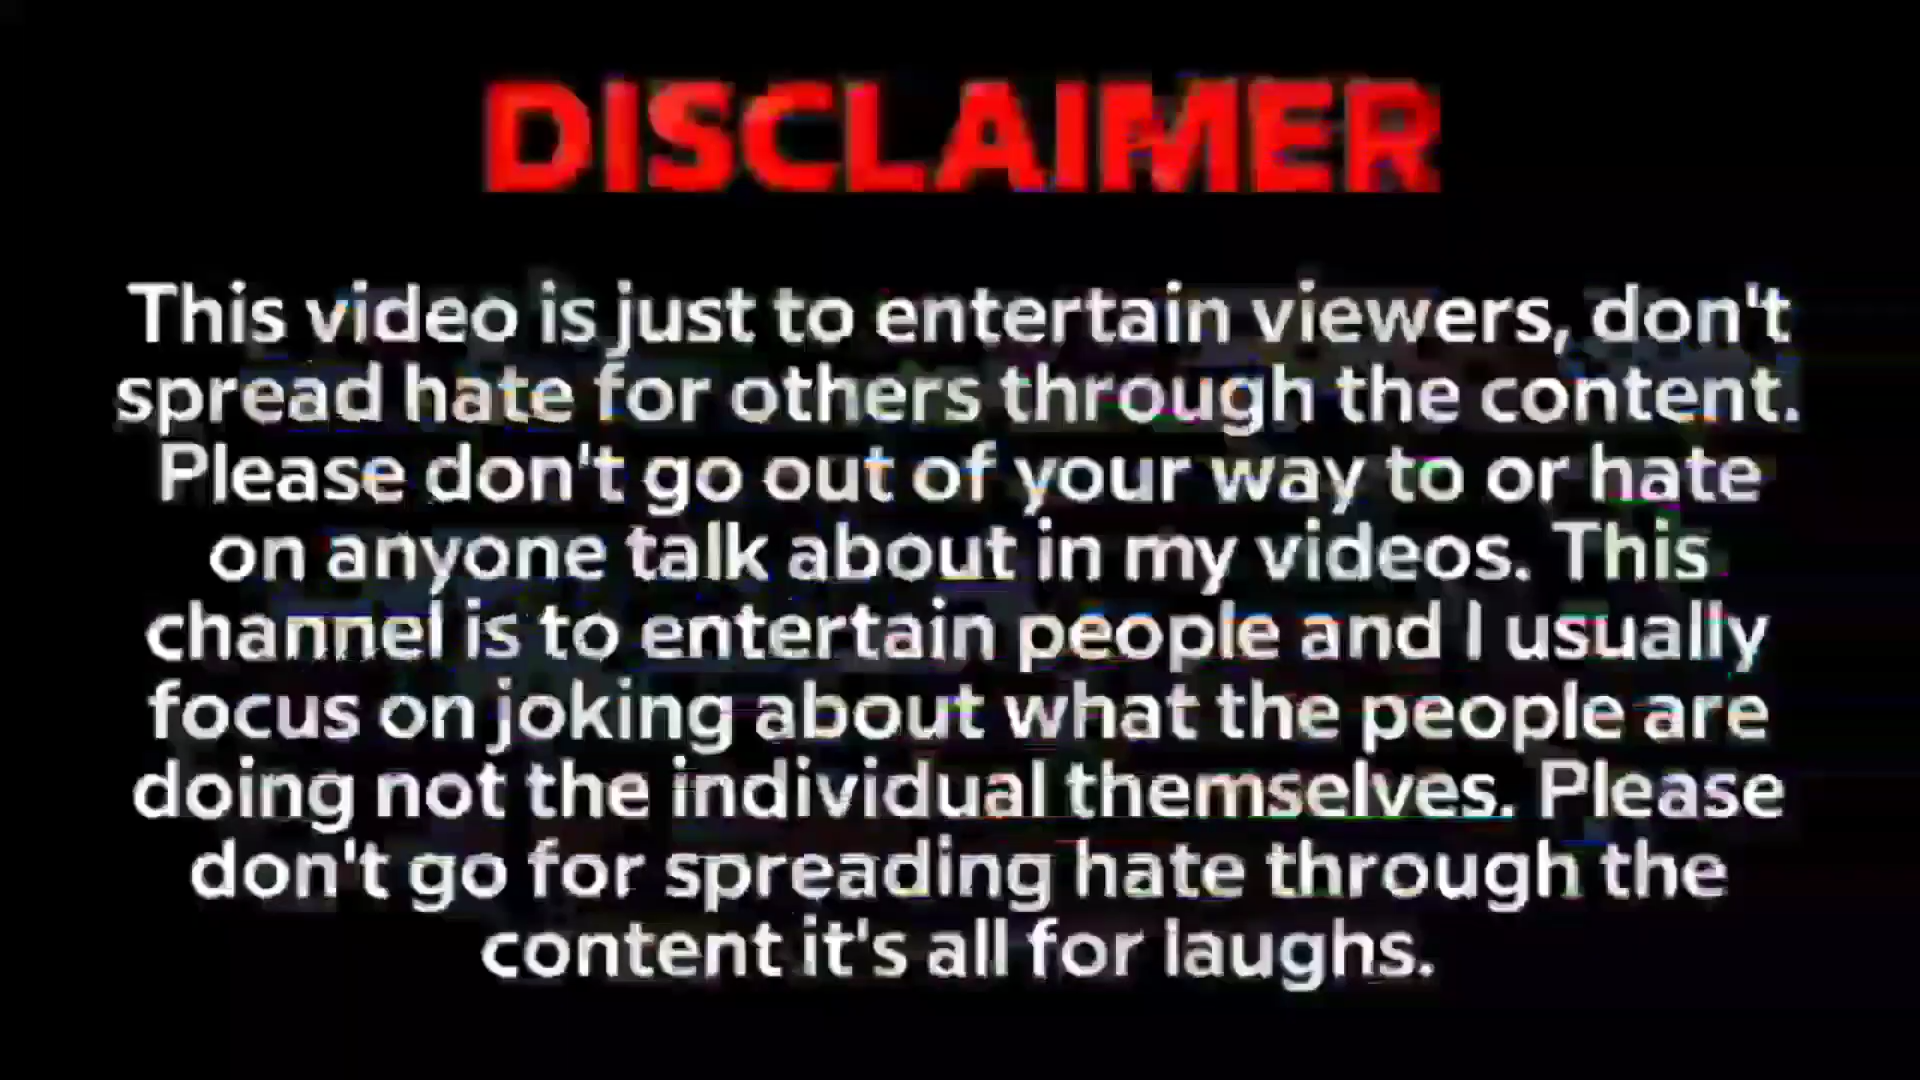 DISCLAIMER
This video is just to entertain viewers, don't
spread hate for others through the content.
Please don't go out of your way to or hate
on anyone talk about in my videos. This
channel is to entertain people and I usually
focus on joking about what the people are
doing not the individual themselves. Please
don't go for spreading hate through the
content it's all for laughs.